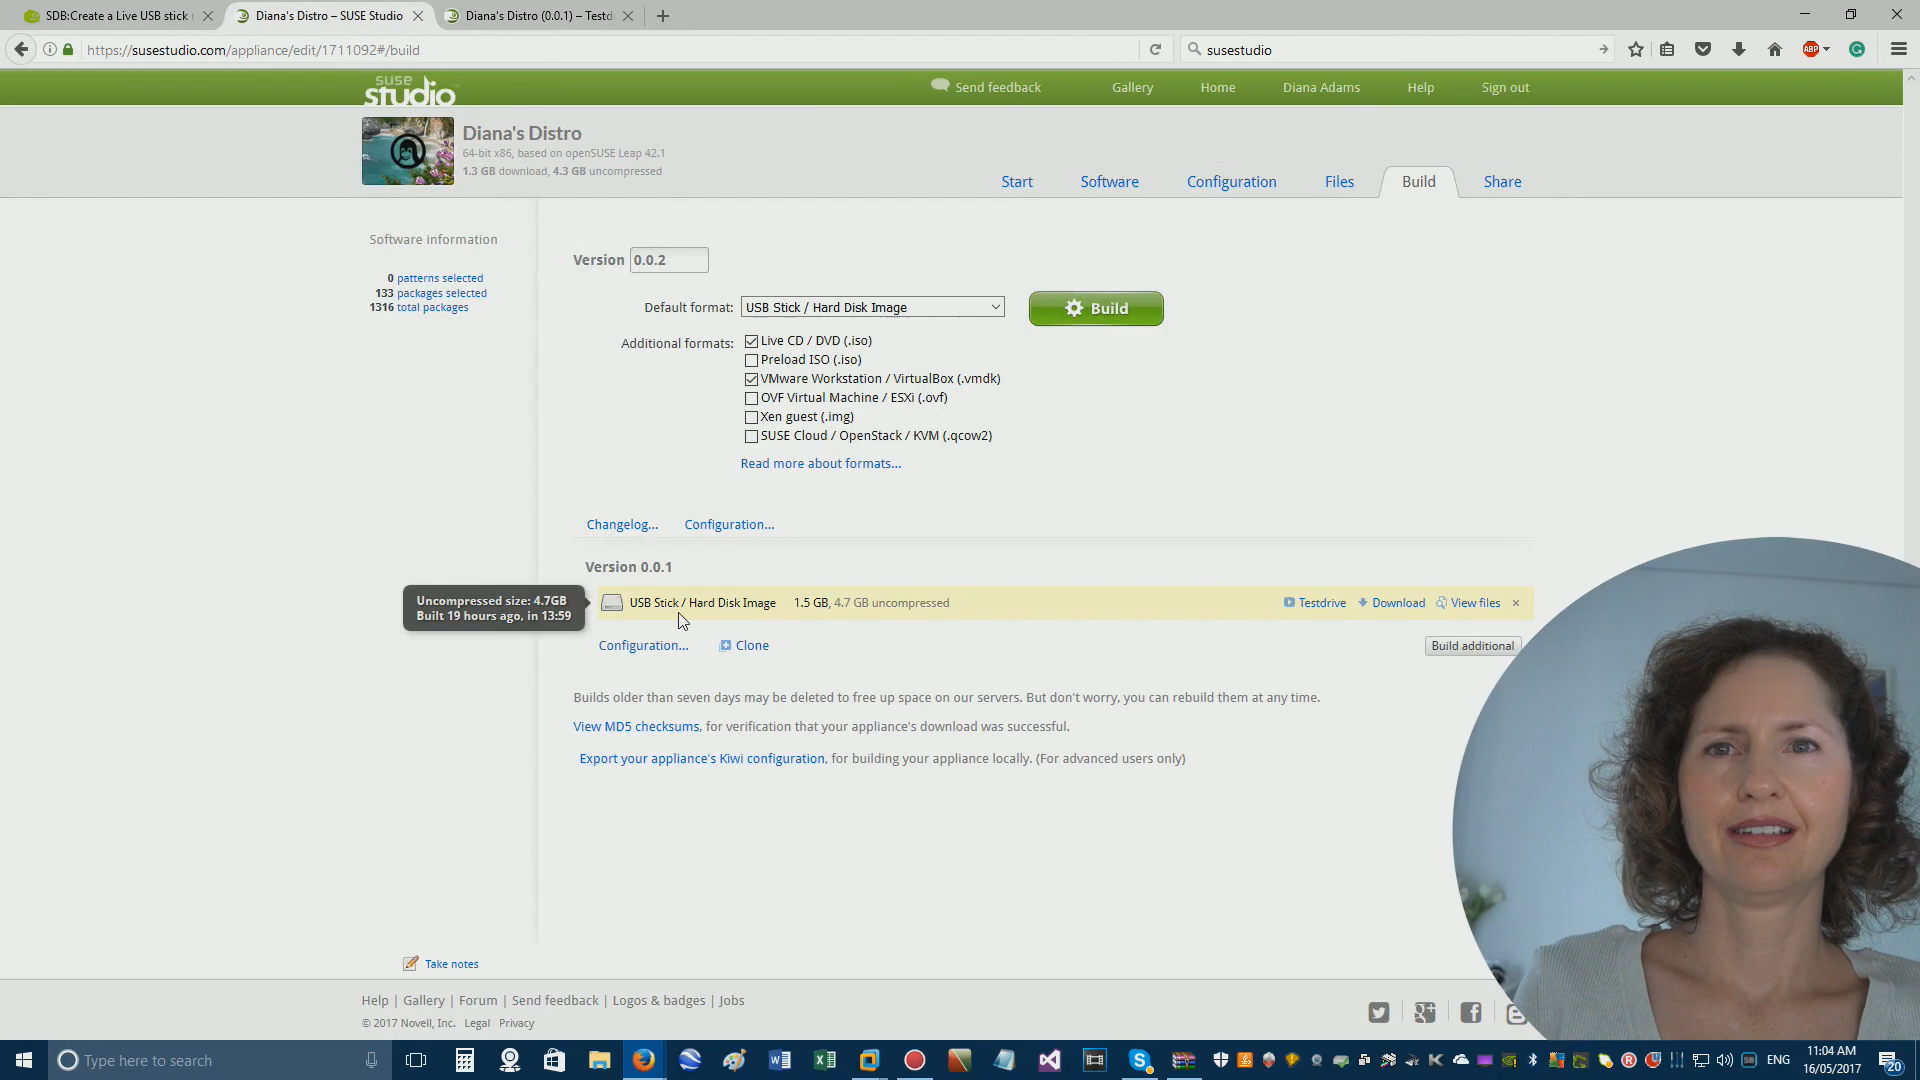 SDB:Create a Live USB stick
Diana's Distro – SUSE Studio
Diana's Distro (0.0.1) – Testd
https://susestudio.com/appliance/edit/1711092#/build
susestudio
ABP
suse
studio
Send feedback
Gallery
Home
Diana Adams
Help
Sign out
Diana's Distro
64-bit x86, based on openSUSE Leap 42.1
1.3 GB download, 4.3 GB uncompressed
Start
Software
Configuration
Files
Build
Share
Software information
0 patterns selected
133 packages selected
1316 total packages
Version 0.0.2
Default format: USB Stick / Hard Disk Image
Build
Additional formats:
Live CD / DVD (.iso)
Preload ISO (.iso)
VMware Workstation / VirtualBox (.vmdk)
OVF Virtual Machine / ESXi (.ovf)
Xen guest (.img)
SUSE Cloud / OpenStack / KVM (.qcow2)
Read more about formats...
Changelog...
Configuration...
Version 0.0.1
Uncompressed size: 4.7GB
Built 19 hours ago, in 13:59
USB Stick / Hard Disk Image
1.5 GB, 4.7 GB uncompressed
Testdrive
Download
View files
Configuration...
Clone
Build additional
Builds older than seven days may be deleted to free up space on our servers. But don't worry, you can rebuild them at any time.
View MD5 checksums, for verification that your appliance's download was successful.
Export your appliance's Kiwi configuration, for building your appliance locally. (For advanced users only)
Take notes
Help | Gallery | Forum | Send feedback | Logos & badges | Jobs
© 2017 Novell, Inc. Legal Privacy
Type here to search
ENG
11:04 AM
16/05/2017
20